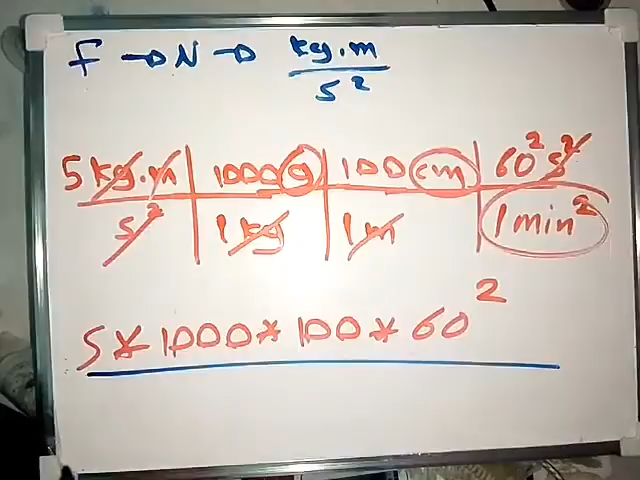 F → N → kg.m
s²
5 kg.m 1000 g 100 cm 60² s²
s² 1 kg 1 m 1 min²
5 * 1000 * 100 * 60²